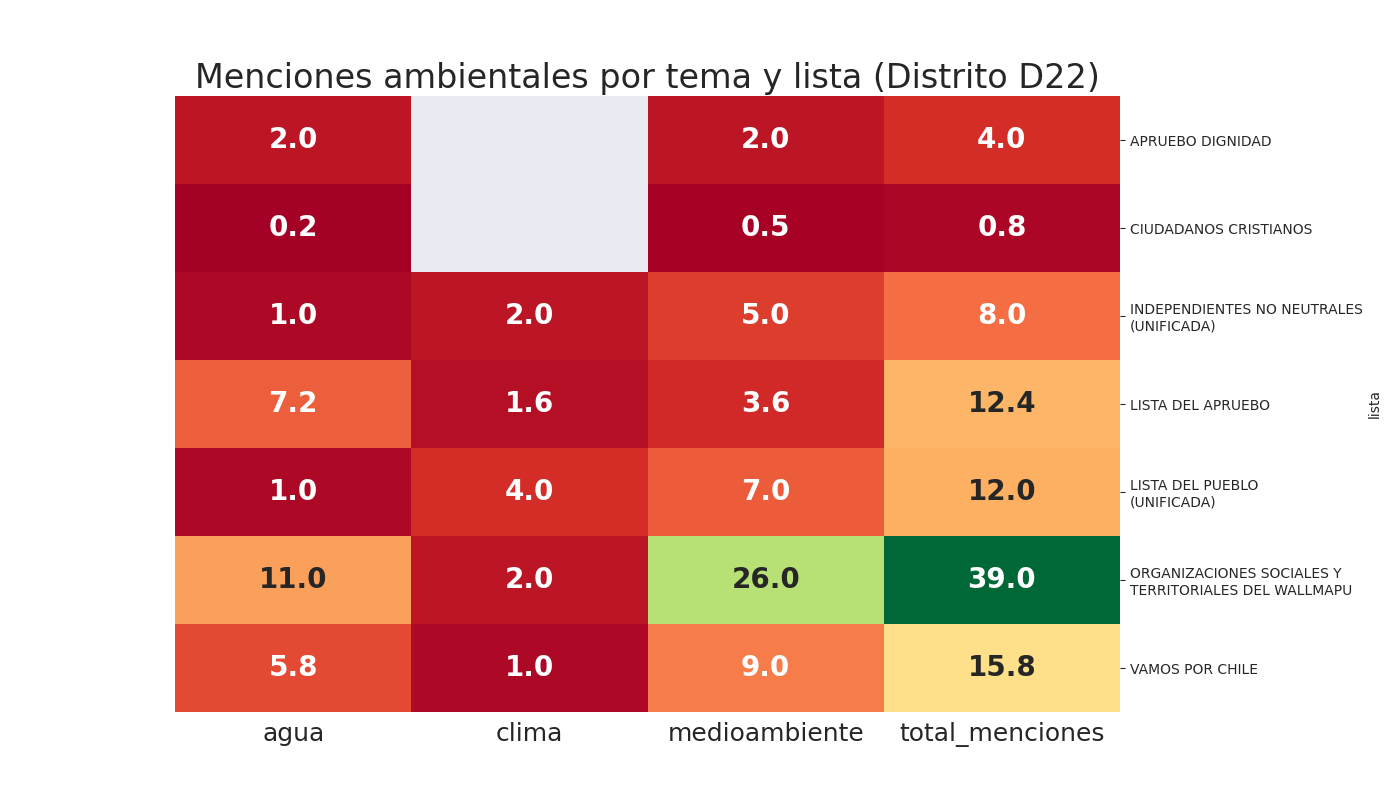 Menciones ambientales por tema y lista (Distrito D22)
2.0 2.0 4.0 APRUEBO DIGNIDAD
0.2 0.5 0.8 CIUDADANOS CRISTIANOS
1.0 2.0 5.0 8.0 INDEPENDIENTES NO NEUTRALES
(UNIFICADA)
7.2 1.6 3.6 12.4 LISTA DEL APRUEBO
lista
1.0 4.0 7.0 12.0 LISTA DEL PUEBLO
(UNIFICADA)
11.0 2.0 26.0 39.0 ORGANIZACIONES SOCIALES Y
TERRITORIALES DEL WALLMAPU
5.8 1.0 9.0 15.8 VAMOS POR CHILE
agua clima medioambiente total_menciones